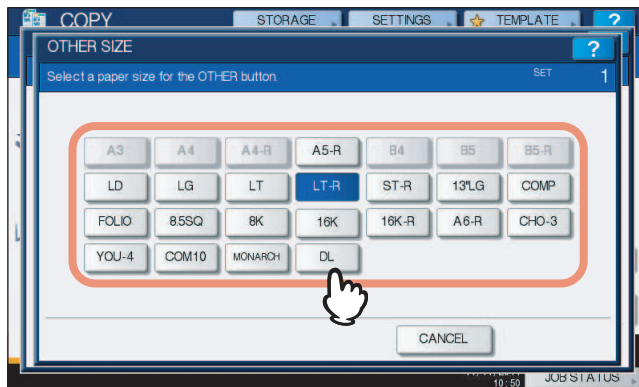 COPY STORAGE SETTINGS TEMPLATE ?
OTHER SIZE ?
Select a paper size for the OTHER button. SET 1
A3 A4 A4-R A5-R B4 B5 B5-R
LD LG LT LT-R ST-R 13"LG COMP
FOLIO 8.5SQ 8K 16K 16K-R A6-R CHO-3
YOU-4 COM10 MONARCH DL
CANCEL
10:50 JOB STATUS